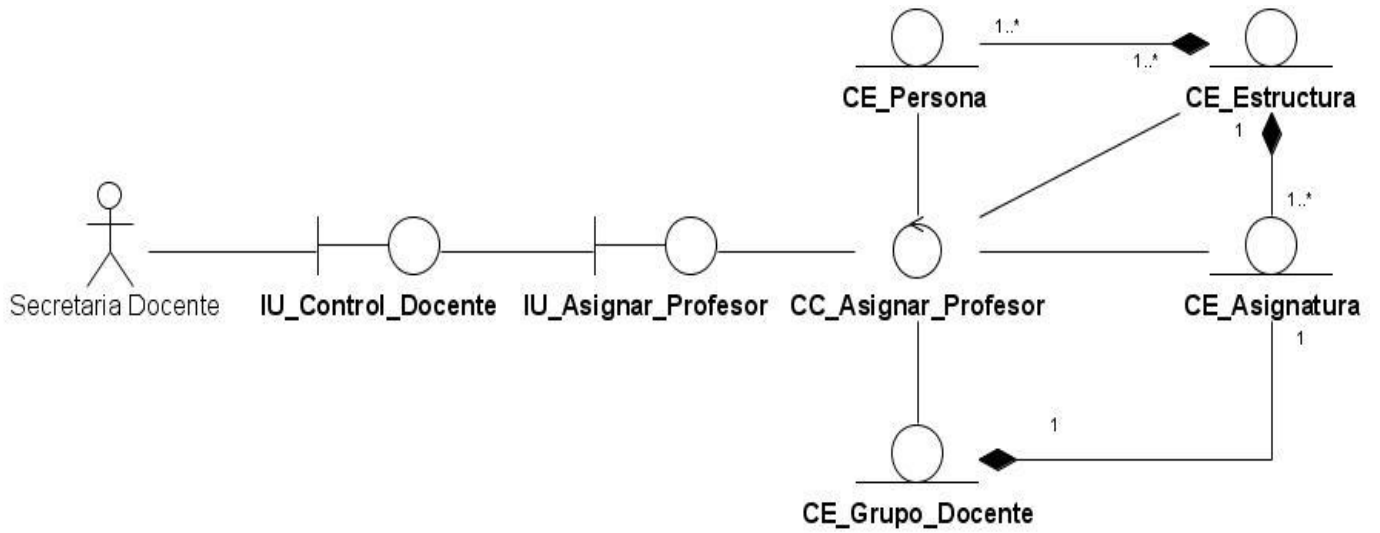 1..*
1..*
CE_Persona
CE_Estructura
1
1..*
Secretaria Docente
IU_Control_Docente
IU_Asignar_Profesor
CC_Asignar_Profesor
CE_Asignatura
1
1
CE_Grupo_Docente